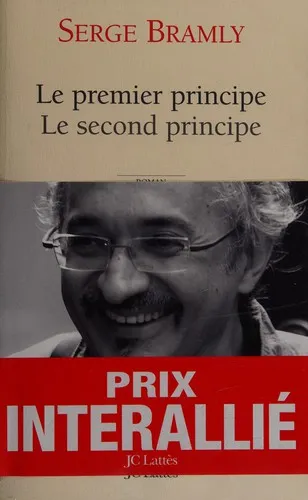 SERGE BRAMLY
Le premier principe
Le second principe
ROMAN
PRIX
INTERALLIÉ
JC Lattès
JC Lattès